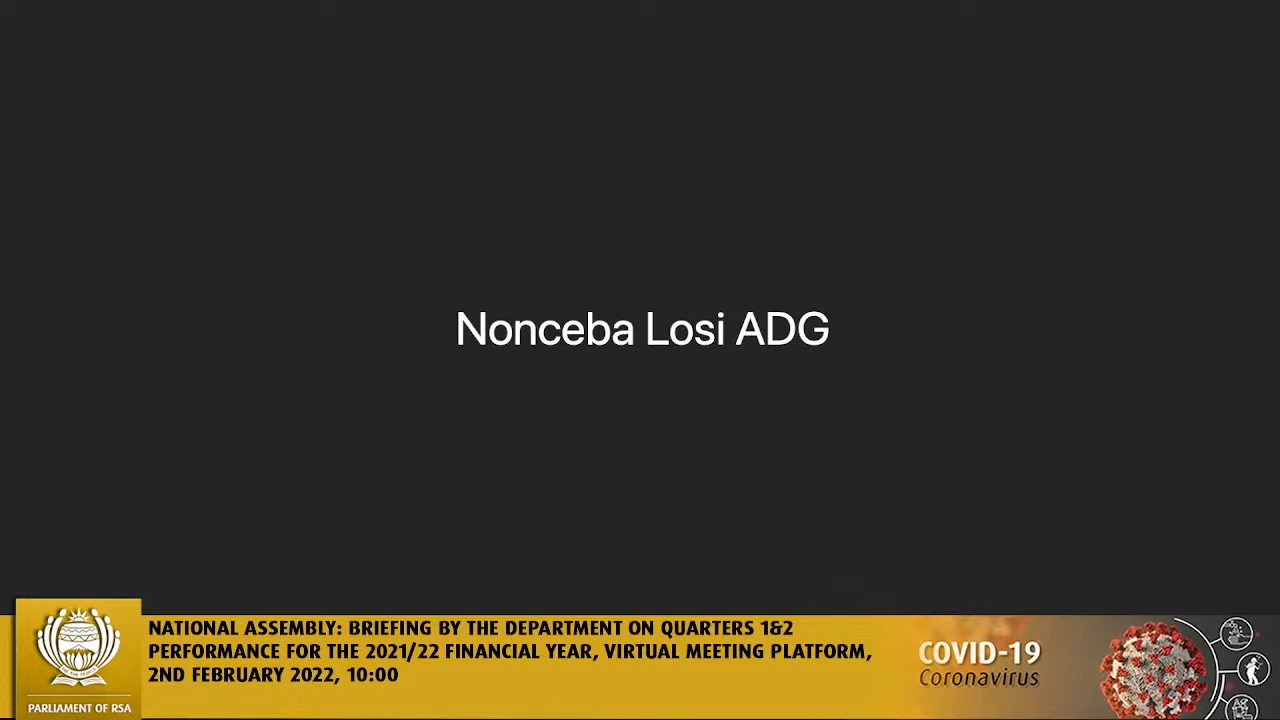 Nonceba Losi ADG
NATIONAL ASSEMBLY: BRIEFING BY THE DEPARTMENT ON QUARTERS 1&2
PERFORMANCE FOR THE 2021/22 FINANCIAL YEAR, VIRTUAL MEETING PLATFORM,
2ND FEBRUARY 2022, 10:00
COVID-19
Coronavirus
PARLIAMENT OF RSA